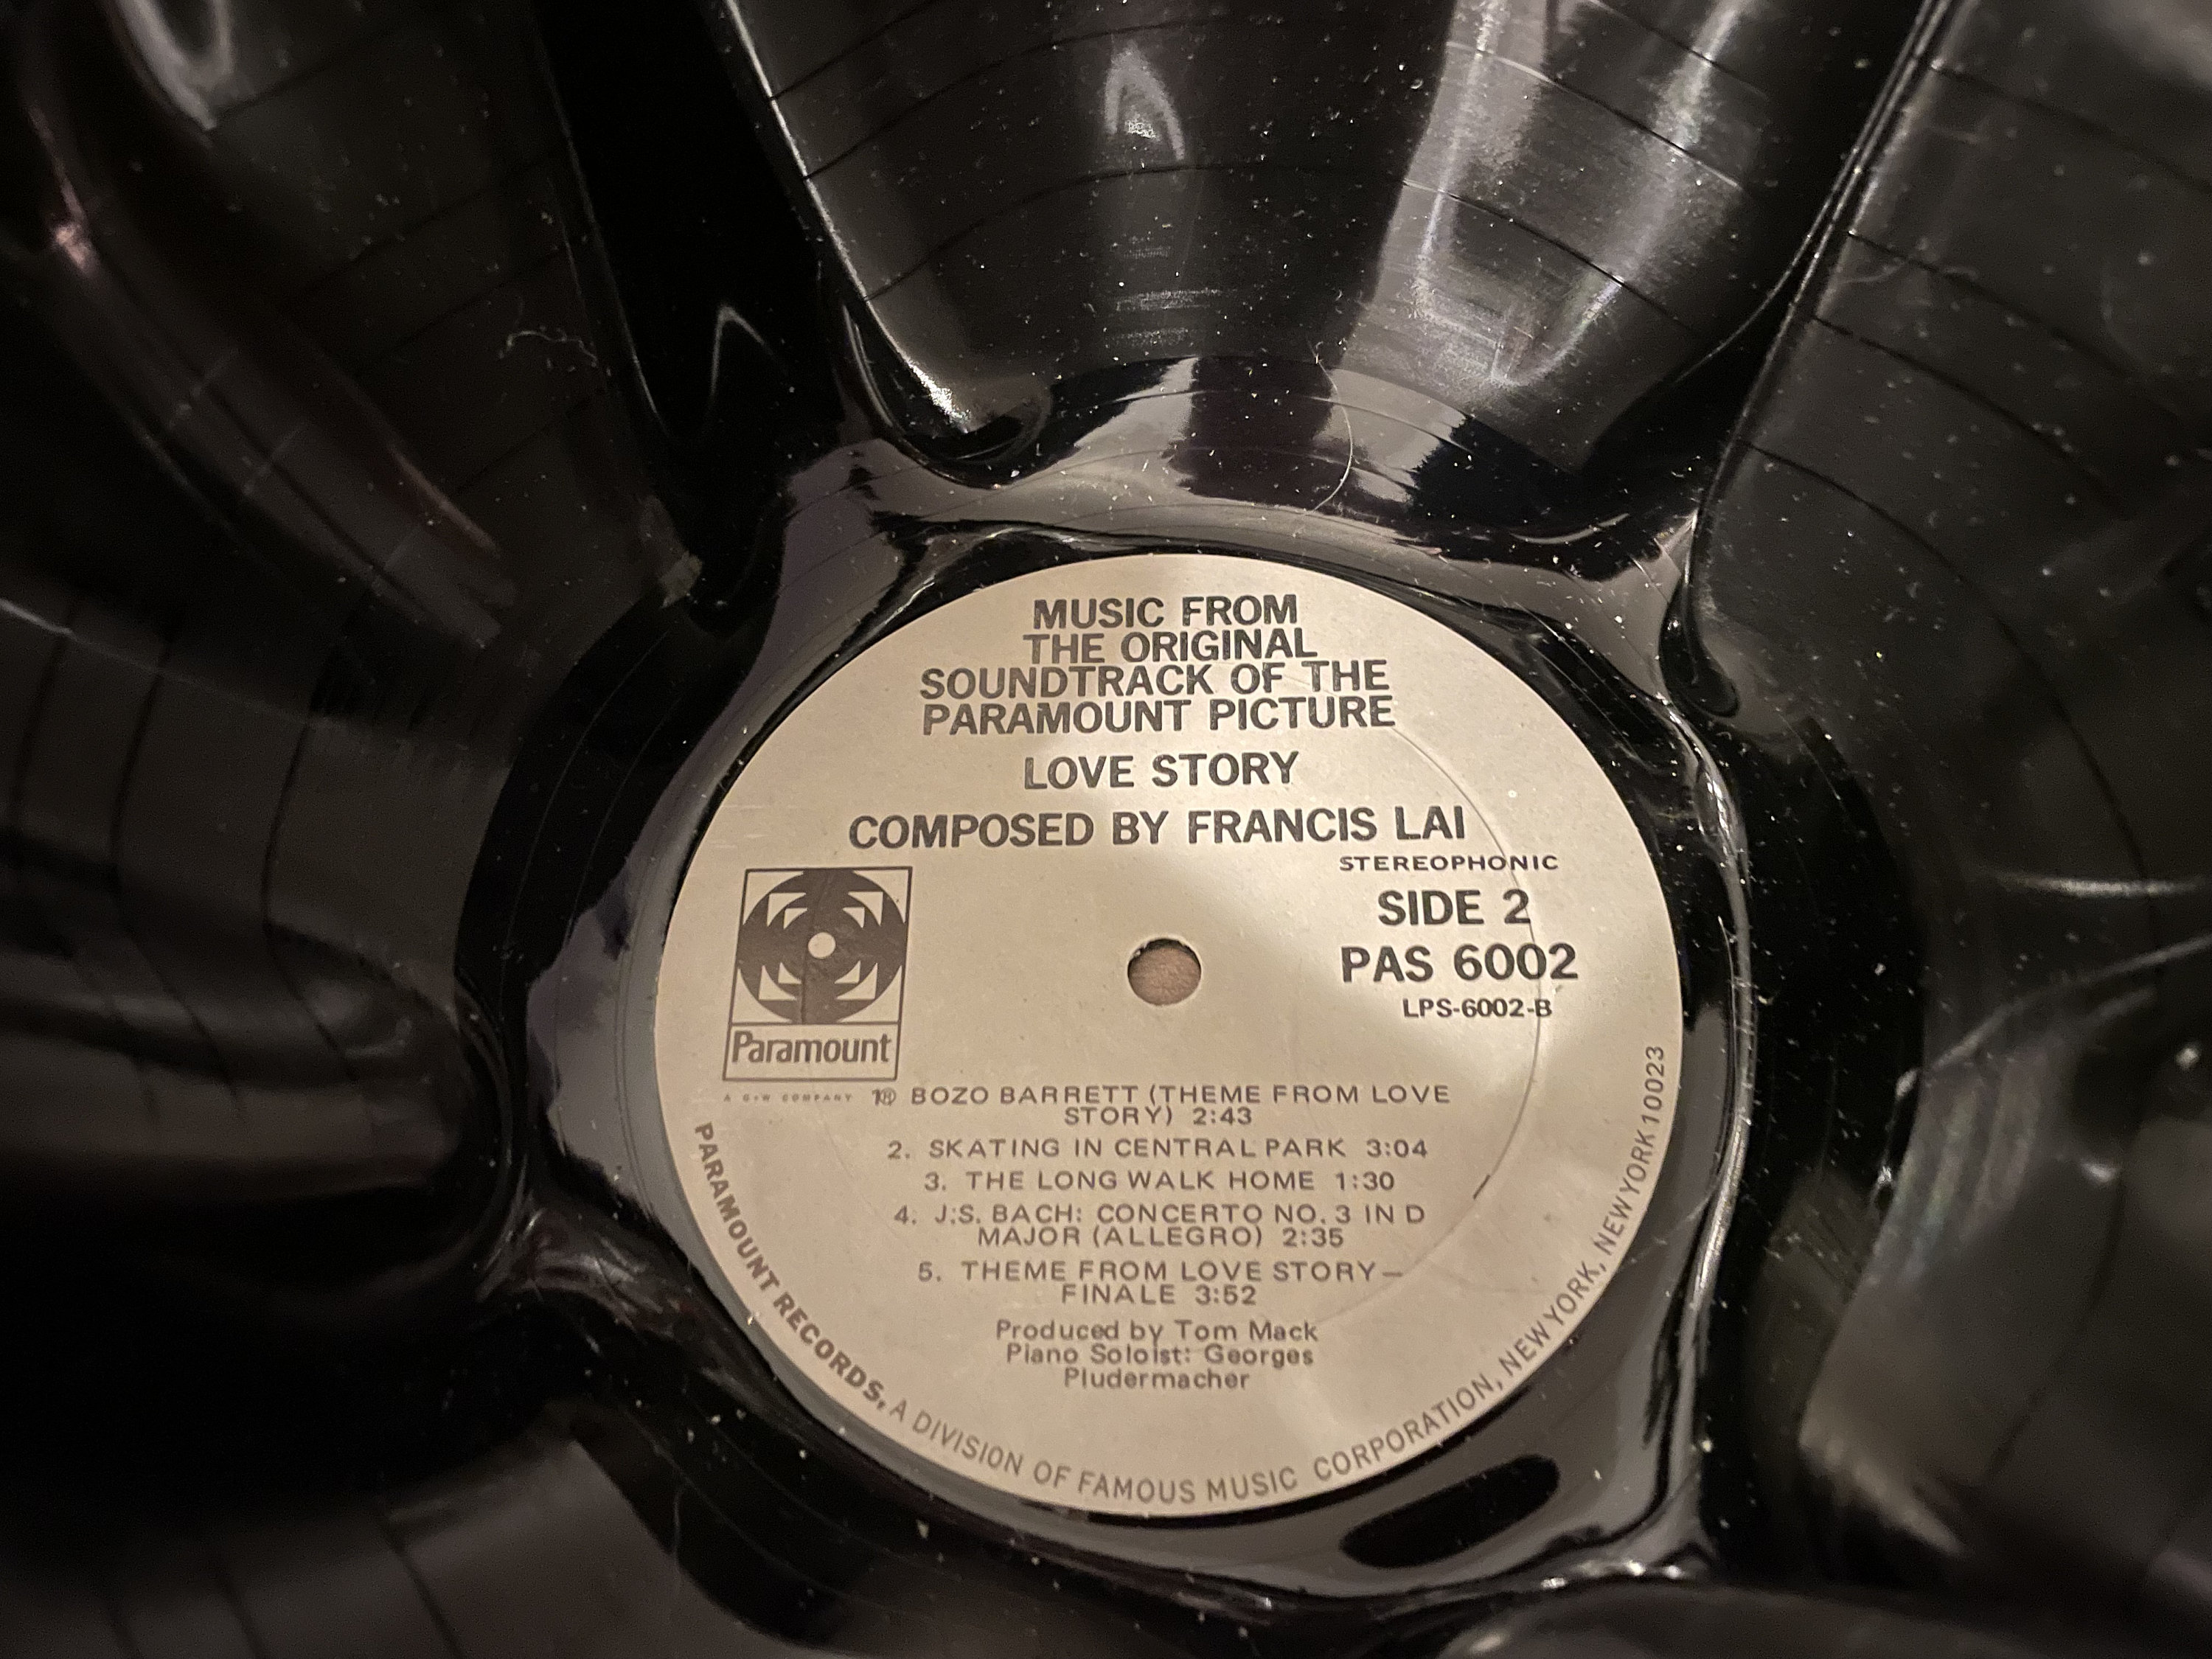 MUSIC FROM
THE ORIGINAL
SOUNDTRACK OF THE
PARAMOUNT PICTURE
LOVE STORY
COMPOSED BY FRANCIS LAI
STEREOPHONIC
SIDE 2
PAS 6002
LPS-6002-B
Paramount
A G+W COMPANY
1. ® BOZO BARRETT (THEME FROM LOVE
STORY) 2:43
2. SKATING IN CENTRAL PARK 3:04
3. THE LONG WALK HOME 1:30
4. J.S. BACH: CONCERTO NO. 3 IN D
MAJOR (ALLEGRO) 2:35
5. THEME FROM LOVE STORY—
FINALE 3:52
Produced by Tom Mack
Piano Soloist: Georges
Pludermacher
PARAMOUNT RECORDS, A DIVISION OF FAMOUS MUSIC CORPORATION, NEW YORK, NEW YORK 10023